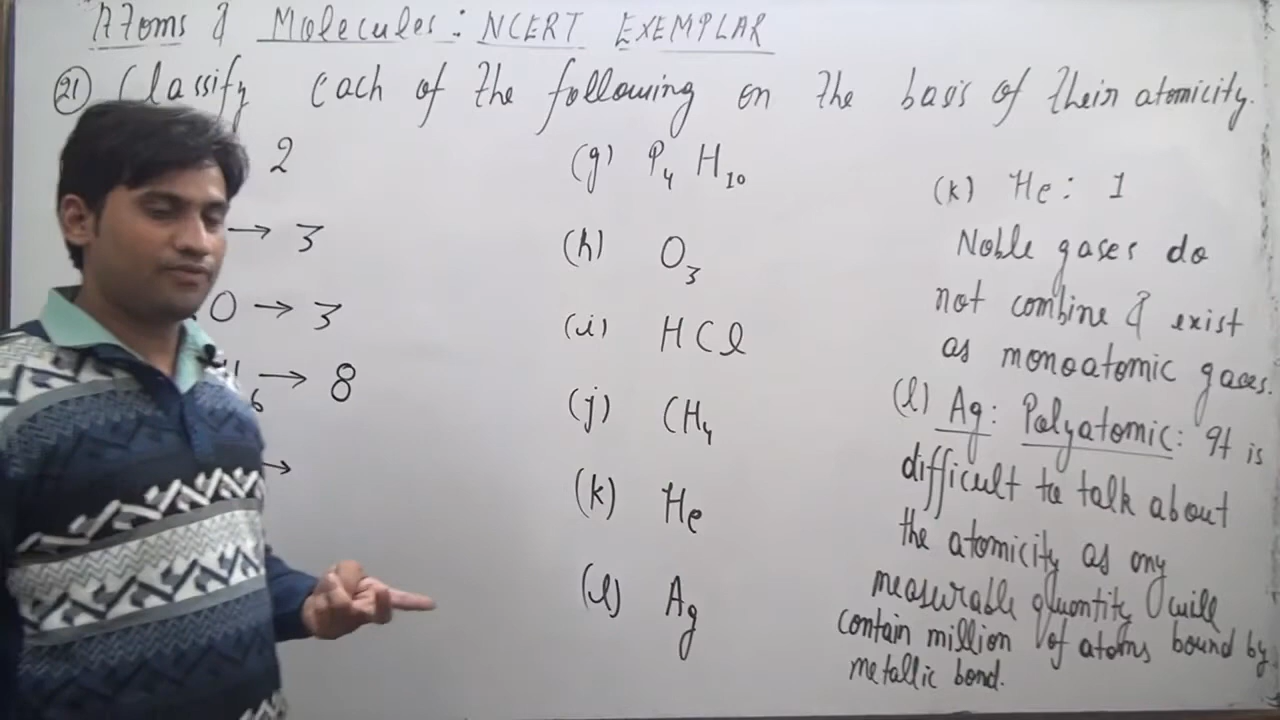 Atoms & Molecules: NCERT EXEMPLAR
21 Classify each of the following on the basis of their atomicity.
2
→ 3
O → 3
6 → 8
→
(g) P4 H10
(h) O3
(i) HCl
(j) CH4
(k) He
(l) Ag
(k) He: 1
Noble gases do
not combine & exist
as monoatomic gases.
(l) Ag: Polyatomic: It is
difficult to talk about
the atomicity as any
measurable quantity will
contain million of atoms bound by
metallic bond.